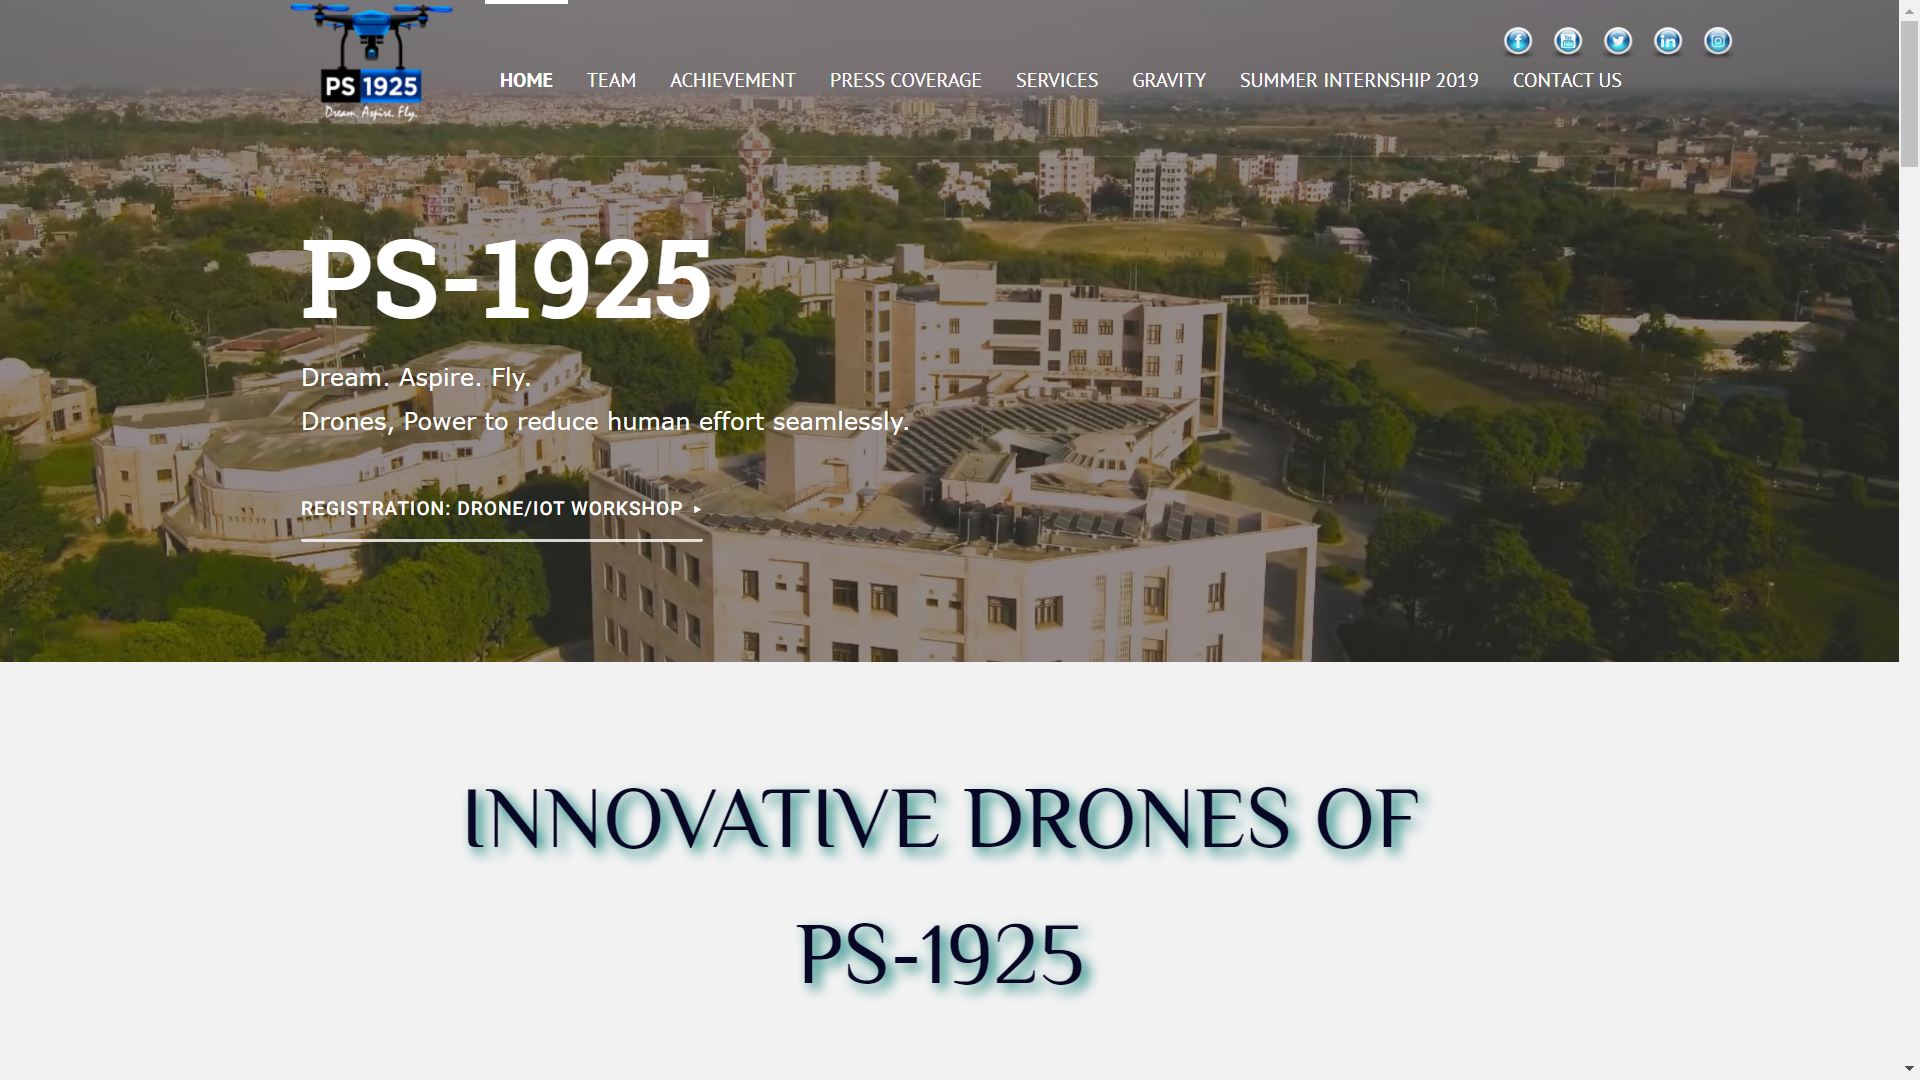 PS 1925
Dream. Aspire. Fly.
HOME TEAM ACHIEVEMENT PRESS COVERAGE SERVICES GRAVITY SUMMER INTERNSHIP 2019 CONTACT US
PS-1925
Dream. Aspire. Fly.
Drones, Power to reduce human effort seamlessly.
REGISTRATION: DRONE/IOT WORKSHOP
INNOVATIVE DRONES OF
PS-1925